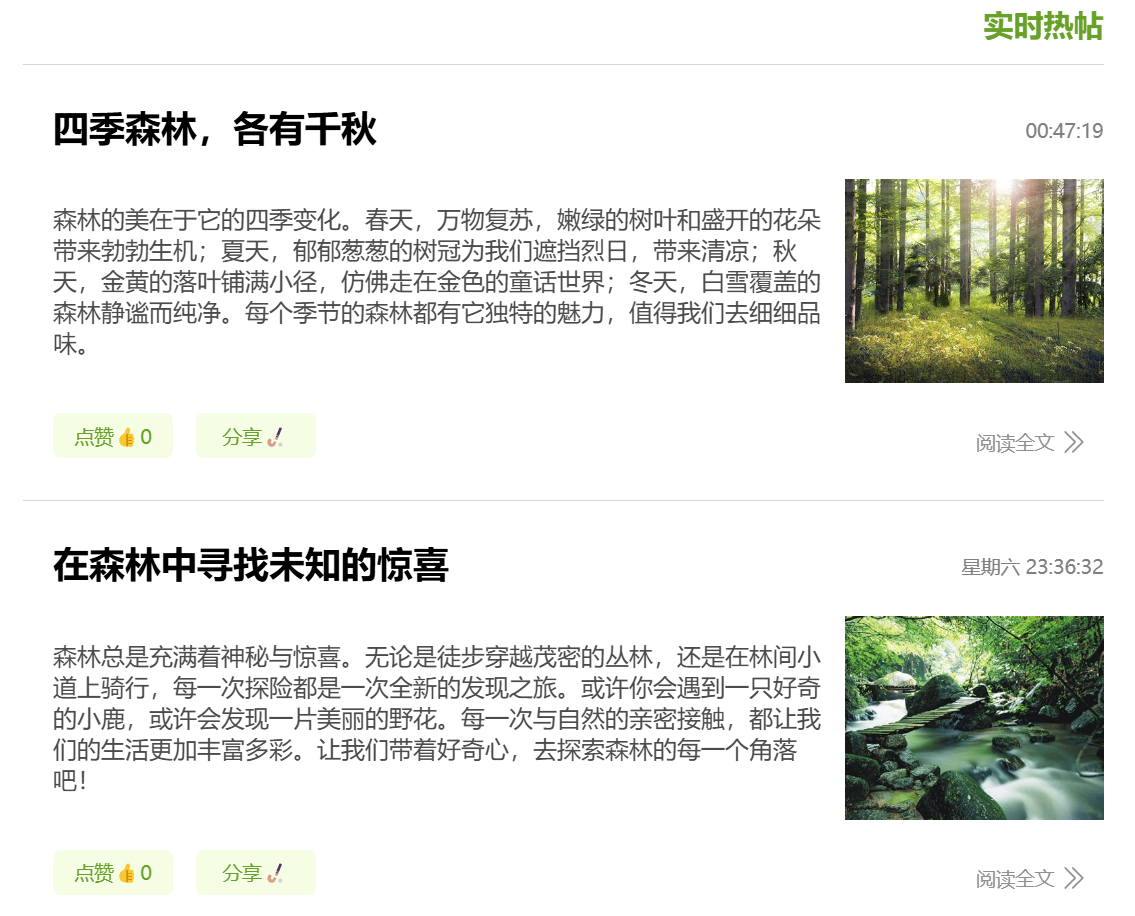 实时热帖
四季森林，各有千秋
00:47:19
森林的美在于它的四季变化。春天，万物复苏，嫩绿的树叶和盛开的花朵
带来勃勃生机；夏天，郁郁葱葱的树冠为我们遮挡烈日，带来清凉；秋
天，金黄的落叶铺满小径，仿佛走在金色的童话世界；冬天，白雪覆盖的
森林静谧而纯净。每个季节的森林都有它独特的魅力，值得我们去细细品
味。
点赞👍0
分享
阅读全文
在森林中寻找未知的惊喜
星期六 23:36:32
森林总是充满着神秘与惊喜。无论是徒步穿越茂密的丛林，还是在林间小
道上骑行，每一次探险都是一次全新的发现之旅。或许你会遇到一只好奇
的小鹿，或许会发现一片美丽的野花。每一次与自然的亲密接触，都让我
们的生活更加丰富多彩。让我们带着好奇心，去探索森林的每一个角落
吧！
点赞👍0
分享
阅读全文